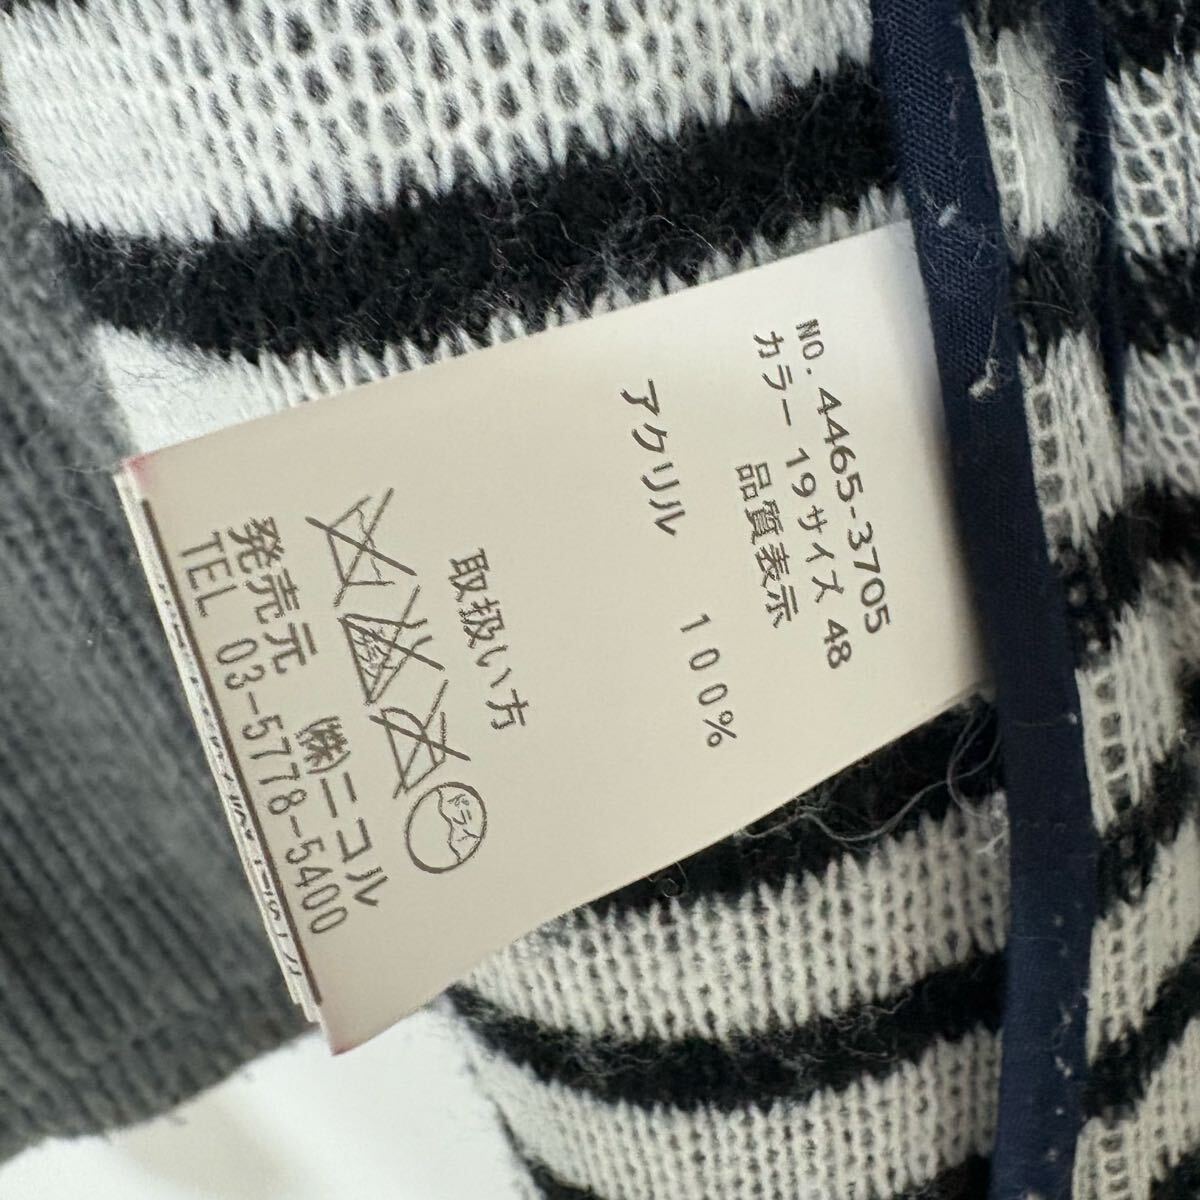 NO. 4465-3705
カラー 19サイズ 48
品質表示
アクリル 100%
取扱い方
ドライ
発売元 ㈱ニコル
TEL 03-5778-5400